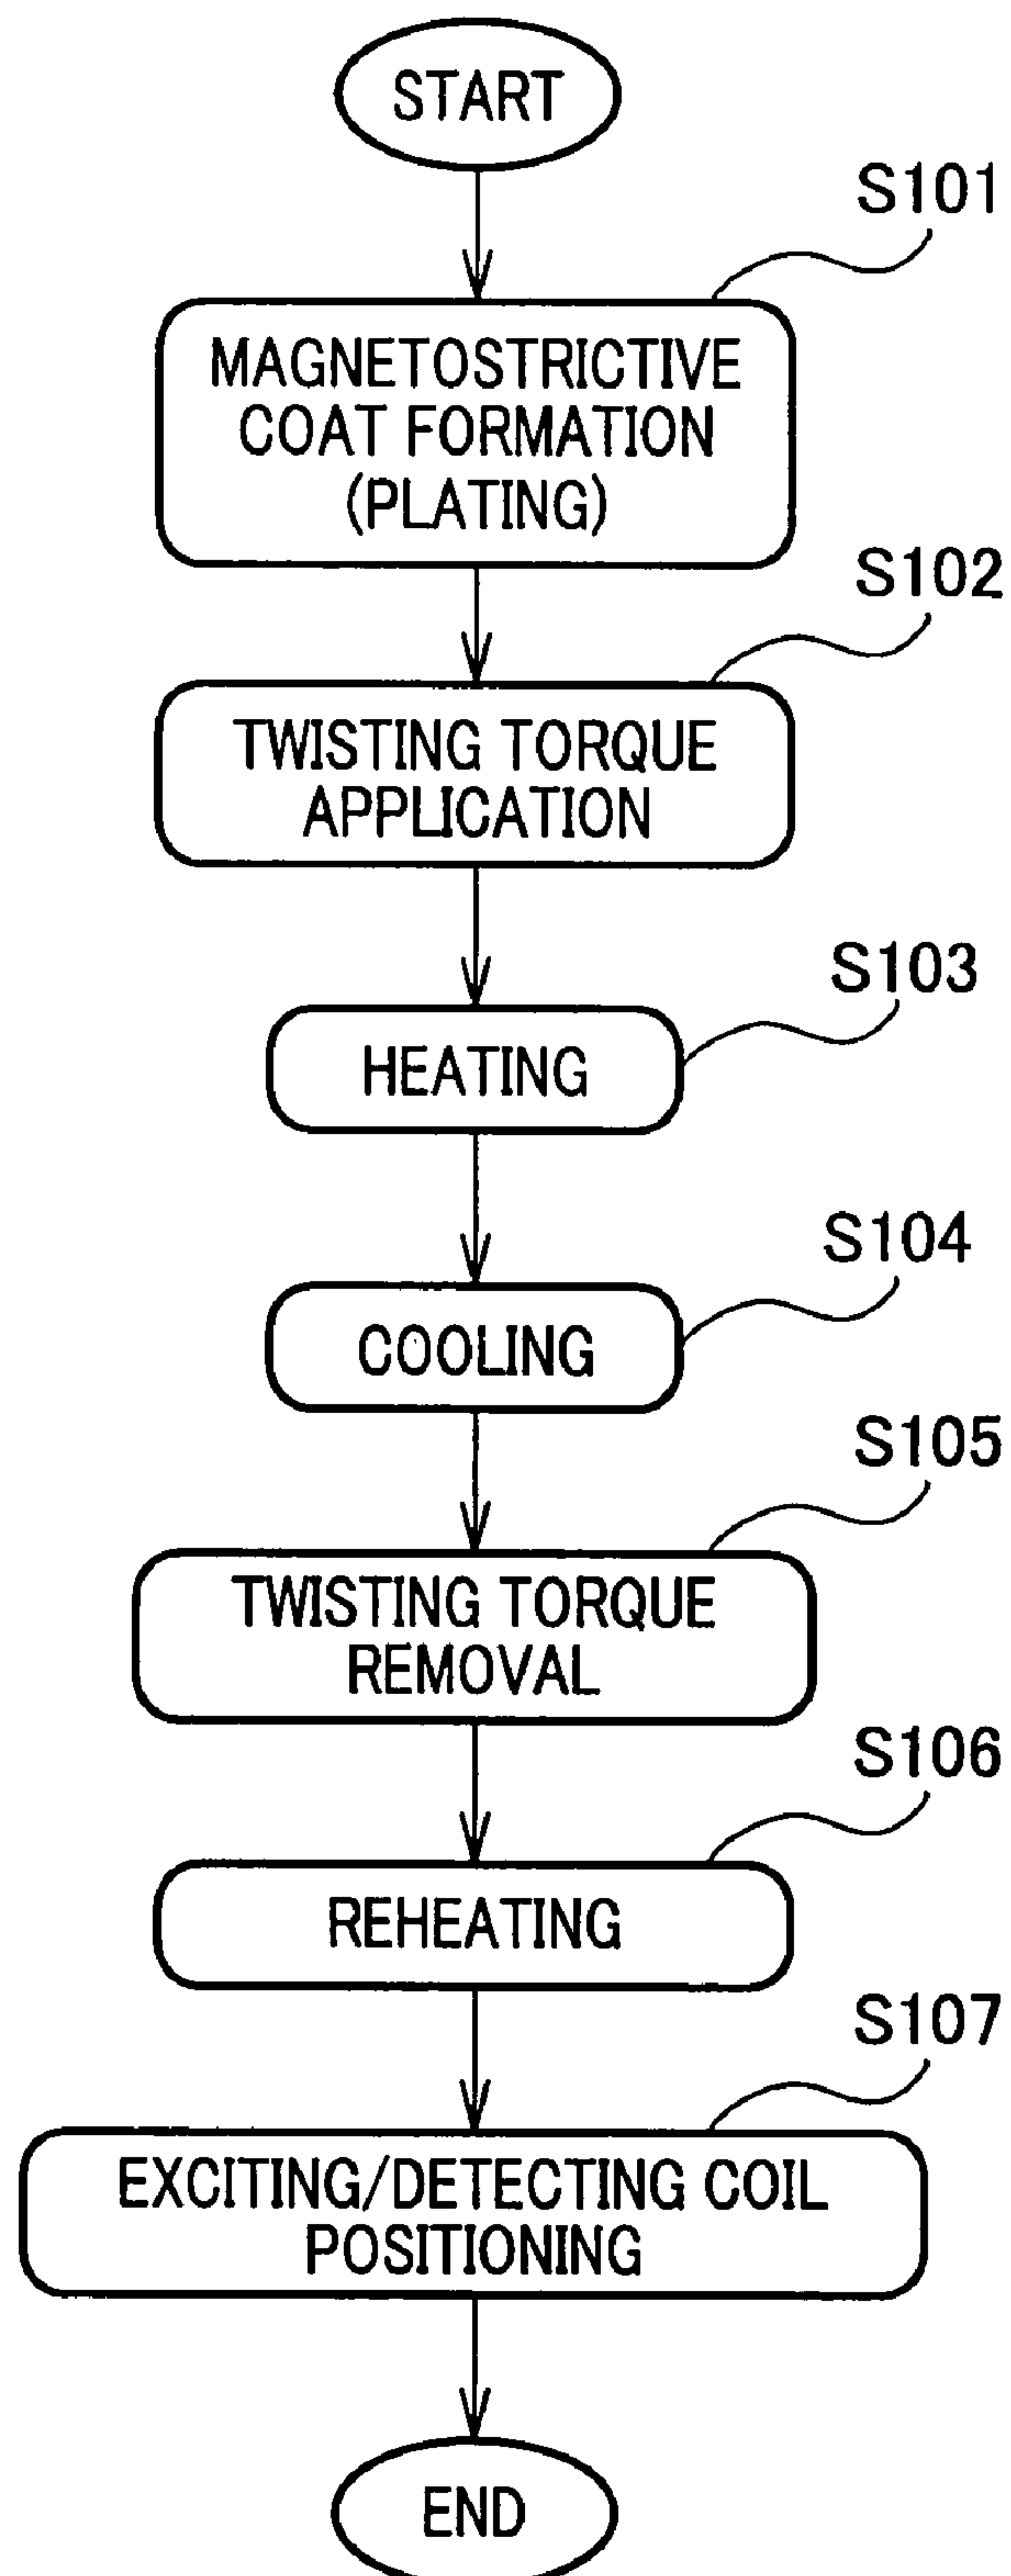 START
S101
MAGNETOSTRICTIVE
COAT FORMATION
(PLATING)
S102
TWISTING TORQUE
APPLICATION
S103
HEATING
S104
COOLING
S105
TWISTING TORQUE
REMOVAL
S106
REHEATING
S107
EXCITING/DETECTING COIL
POSITIONING
END